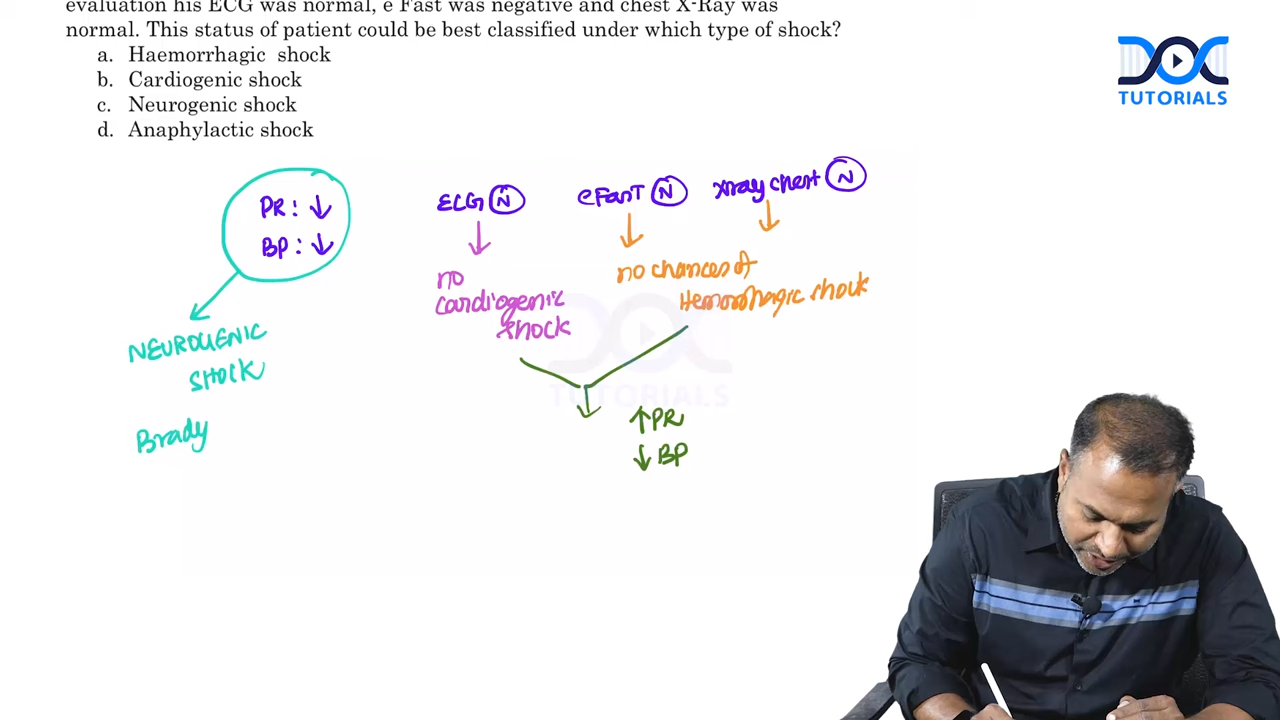 evaluation his ECG was normal, e Fast was negative and chest X-Ray was
normal. This status of patient could be best classified under which type of shock?
a. Haemorrhagic shock
b. Cardiogenic shock
c. Neurogenic shock
d. Anaphylactic shock
TUTORIALS
PR: ↓
BP: ↓
ECG N
eFast N
Xray chest N
no
cardiogenic
shock
no chances of
Hemorrhagic shock
NEUROGENIC
SHOCK
Brady
↑PR
↓BP
TUTORIALS